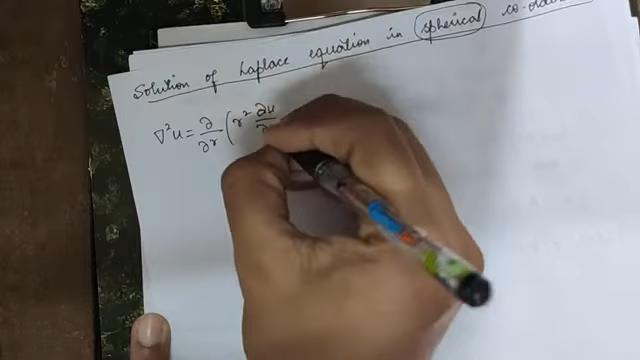 Solution of Laplace equation in spherical co-ordi
∇²u = ∂/∂r (r² ∂u/∂